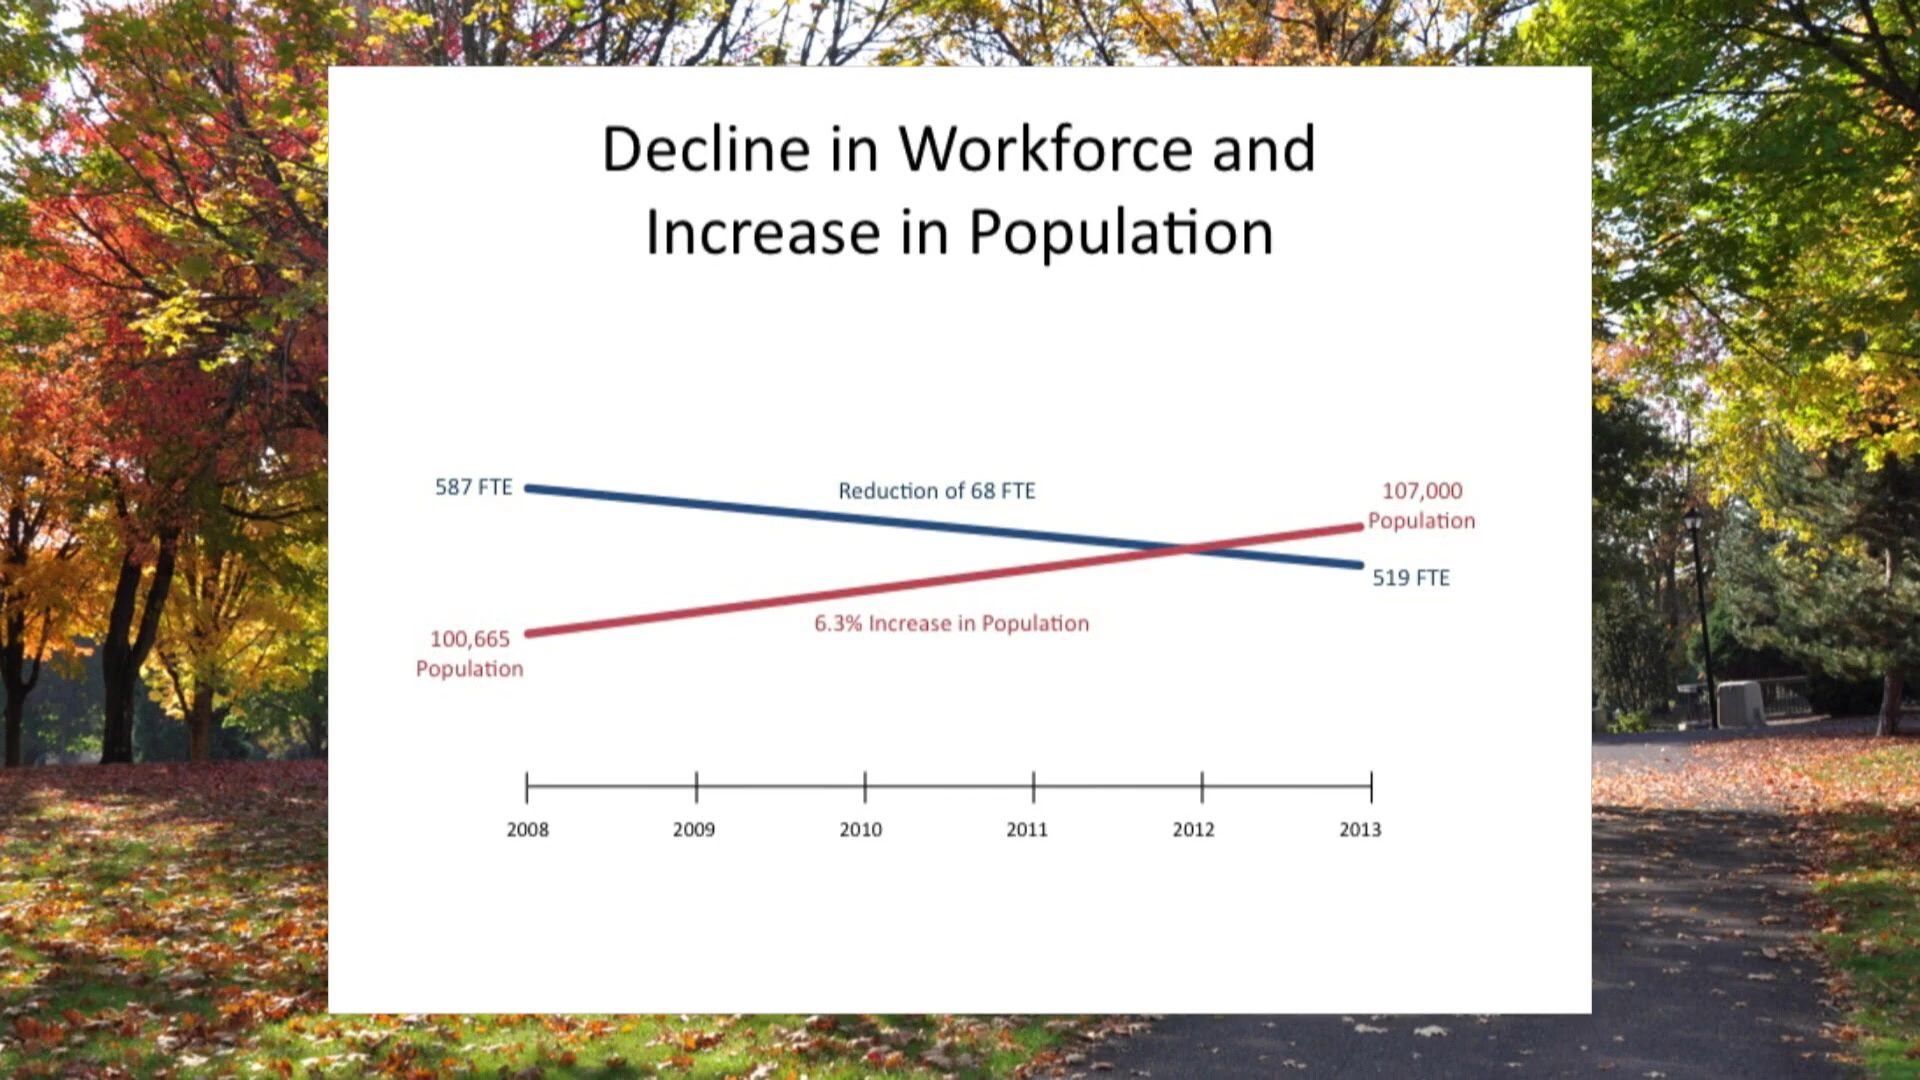 Decline in Workforce and
Increase in Population
587 FTE
Reduction of 68 FTE
107,000
Population
519 FTE
6.3% Increase in Population
100,665
Population
2008 2009 2010 2011 2012 2013